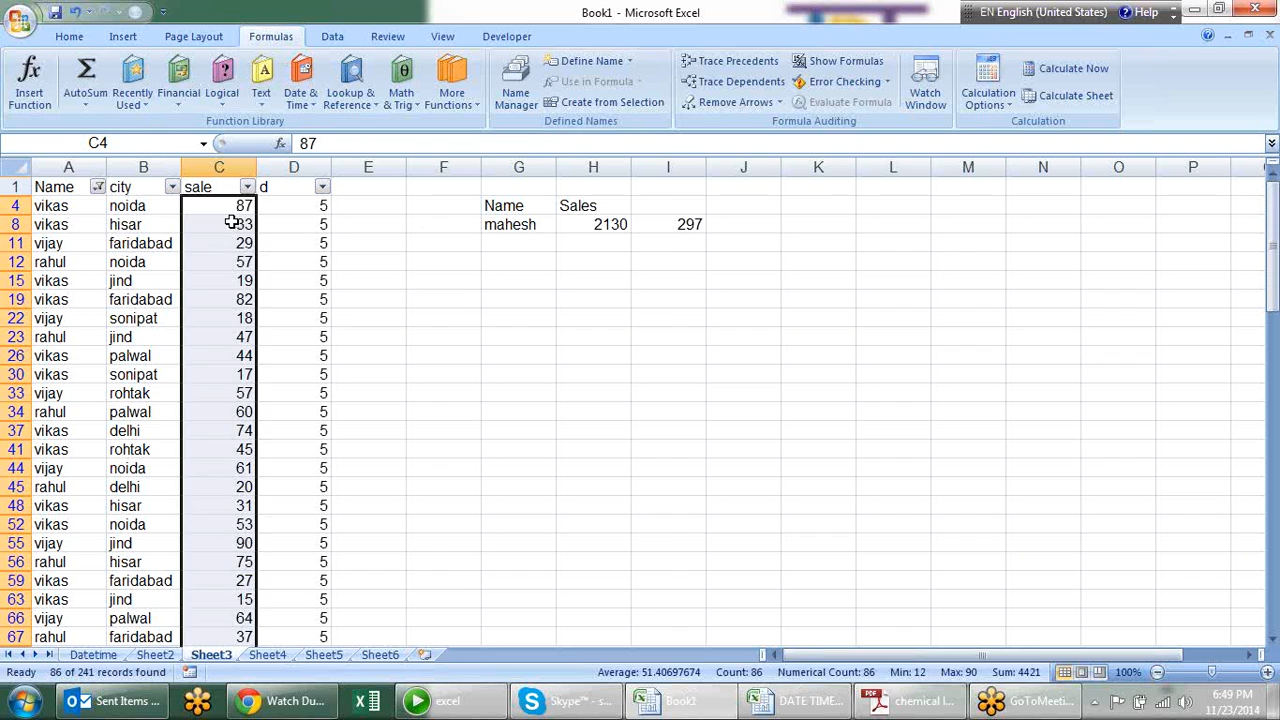 Book1 - Microsoft Excel
EN English (United States) Help
Home Insert Page Layout Formulas Data Review View Developer
Insert Function
AutoSum
Recently Used
Financial
Logical
Text
Date & Time
Lookup & Reference
Math & Trig
More Functions
Function Library
Name Manager
Define Name
Use in Formula
Create from Selection
Defined Names
Trace Precedents
Trace Dependents
Remove Arrows
Show Formulas
Error Checking
Evaluate Formula
Formula Auditing
Watch Window
Calculation Options
Calculate Now
Calculate Sheet
Calculation
C4 fx 87
A B C D E F G H I J K L M N O P
1 Name city sale d
4 vikas noida 87 5 Name Sales
8 vikas hisar 33 5 mahesh 2130 297
11 vijay faridabad 29 5
12 rahul noida 57 5
15 vikas jind 19 5
19 vikas faridabad 82 5
22 vijay sonipat 18 5
23 rahul jind 47 5
26 vikas palwal 44 5
30 vikas sonipat 17 5
33 vijay rohtak 57 5
34 rahul palwal 60 5
37 vikas delhi 74 5
41 vikas rohtak 45 5
44 vijay noida 61 5
45 rahul delhi 20 5
48 vikas hisar 31 5
52 vikas noida 53 5
55 vijay jind 90 5
56 rahul hisar 75 5
59 vikas faridabad 27 5
63 vikas jind 15 5
66 vijay palwal 64 5
67 rahul faridabad 37 5
Datetime Sheet2 Sheet3 Sheet4 Sheet5 Sheet6
Ready 86 of 241 records found Average: 51.40697674 Count: 86 Numerical Count: 86 Min: 12 Max: 90 Sum: 4421 100%
Sent Items ... Watch Du... excel Skype™ - s... Book1 DATE TIME... chemical I... GoToMeeti...
6:49 PM
11/23/2014